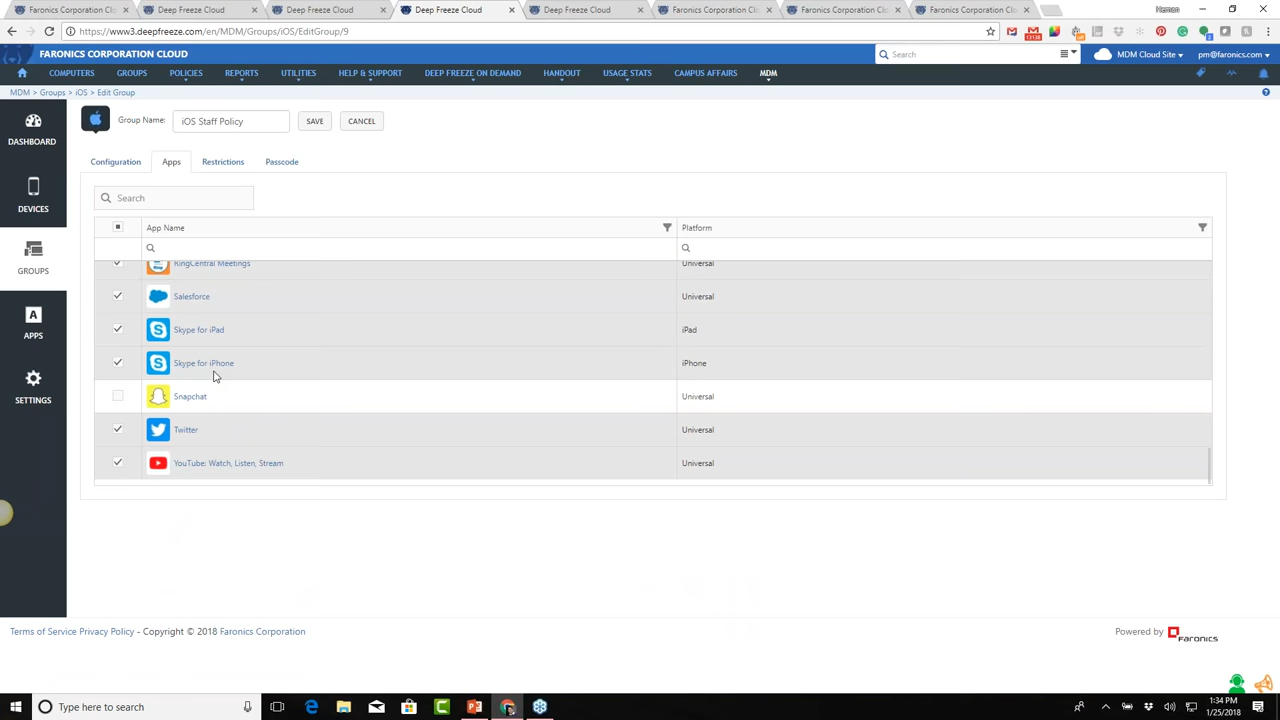 Faronics Corporation Cl
Deep Freeze Cloud
Deep Freeze Cloud
Deep Freeze Cloud
Deep Freeze Cloud
Faronics Corporation Cl
Faronics Corporation Cl
Faronics Corporation Cl
Naman
https://www3.deepfreeze.com/en/MDM/Groups/iOS/EditGroup/9
FARONICS CORPORATION CLOUD
Search
MDM Cloud Site
pm@faronics.com
COMPUTERS
GROUPS
POLICIES
REPORTS
UTILITIES
HELP & SUPPORT
DEEP FREEZE ON DEMAND
HANDOUT
USAGE STATS
CAMPUS AFFAIRS
MDM
MDM > Groups > iOS > Edit Group
Group Name:
iOS Staff Policy
SAVE
CANCEL
DASHBOARD
DEVICES
GROUPS
APPS
SETTINGS
Configuration
Apps
Restrictions
Passcode
Search
App Name
Platform
RingCentral Meetings
Universal
Salesforce
Universal
Skype for iPad
iPad
Skype for iPhone
iPhone
Snapchat
Universal
Twitter
Universal
YouTube: Watch, Listen, Stream
Universal
Terms of Service Privacy Policy - Copyright © 2018 Faronics Corporation
Powered by
FARONICS
Type here to search
1:34 PM
1/25/2018